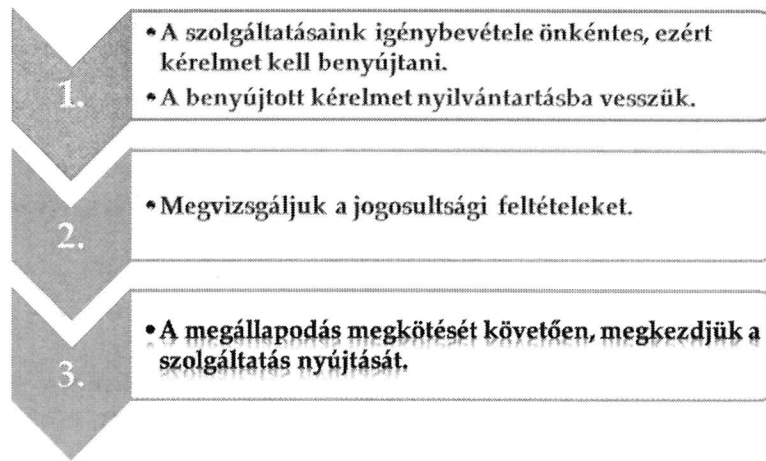 1.
• A szolgáltatásaink igénybevétele önkéntes, ezért
kérelmet kell benyújtani.
• A benyújtott kérelmet nyilvántartásba vesszük.
2.
• Megvizsgáljuk a jogosultsági feltételeket.
3.
• A megállapodás megkötését követően, megkezdjük a
szolgáltatás nyújtását.